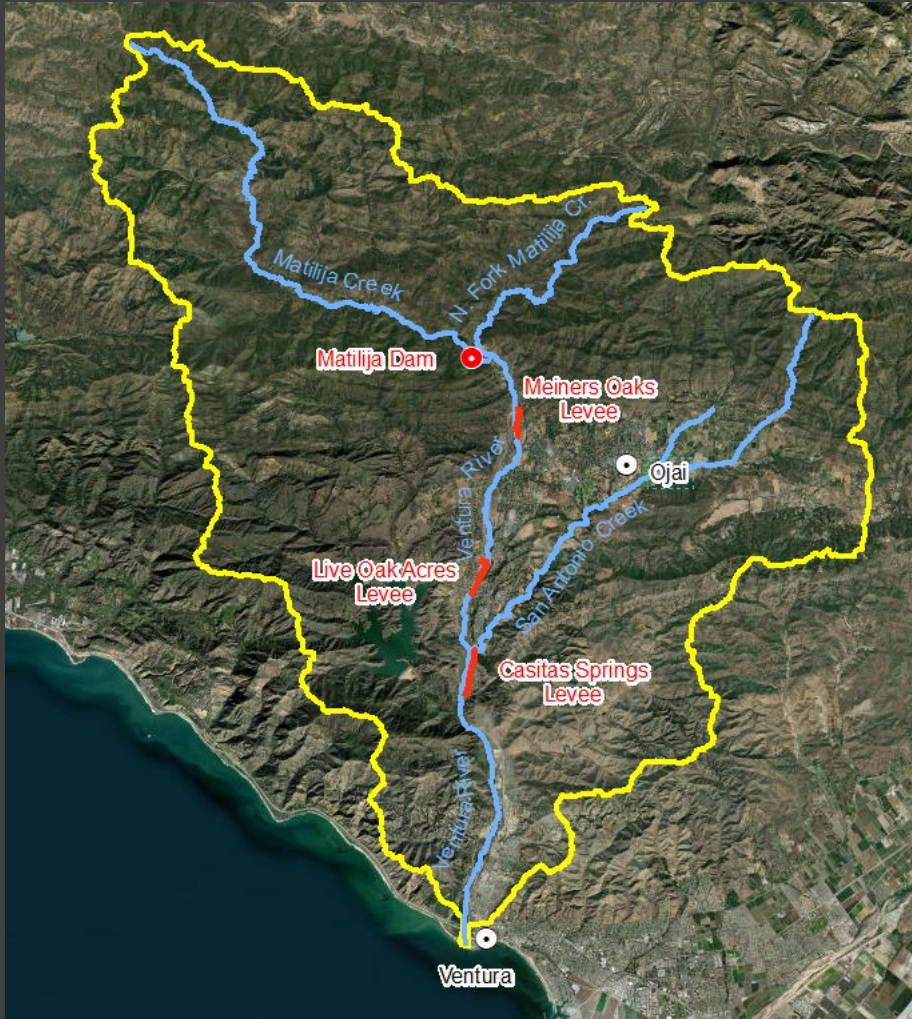 Matilija Creek
N Fork Matilija Cr.
Matilija Dam
Meiners Oaks
Levee
Ventura River
Ojai
San Antonio Creek
Live Oak Acres
Levee
Casitas Springs
Levee
Ventura River
Ventura